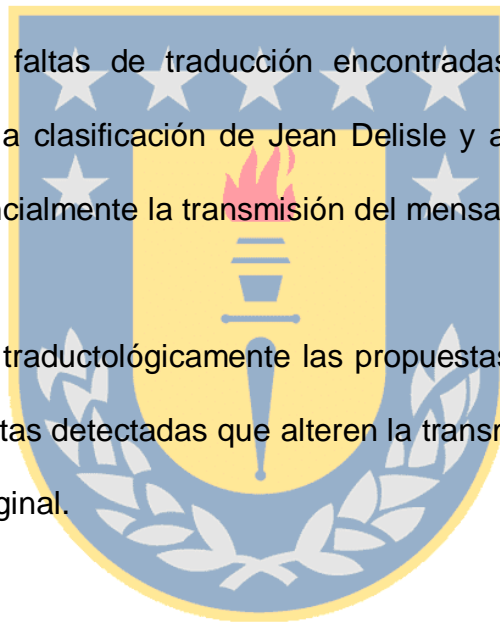 faltas de traducción encontradas
a clasificación de Jean Delisle y a
ncialmente la transmisión del mensa
traductológicamente las propuestas
tas detectadas que alteren la transm
ginal.